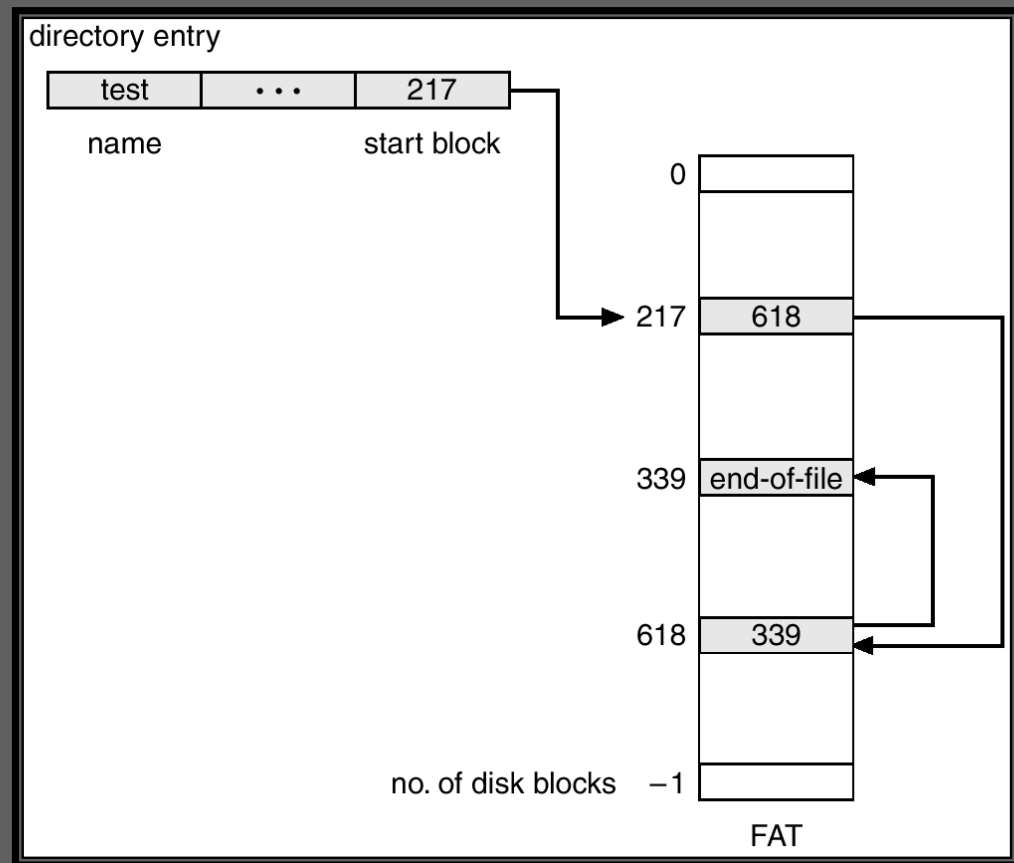 directory entry
test ••• 217
name start block
0
217 618
339 end-of-file
618 339
no. of disk blocks –1
FAT